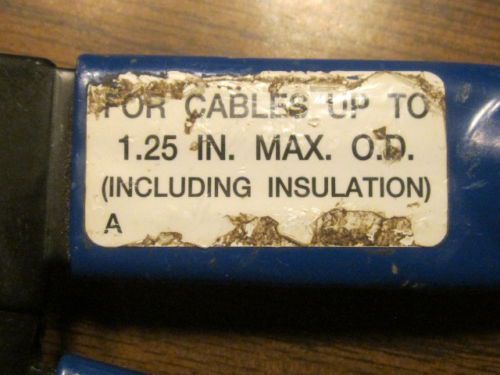 FOR CABLES UP TO
1.25 IN. MAX. O.D.
(INCLUDING INSULATION)
A